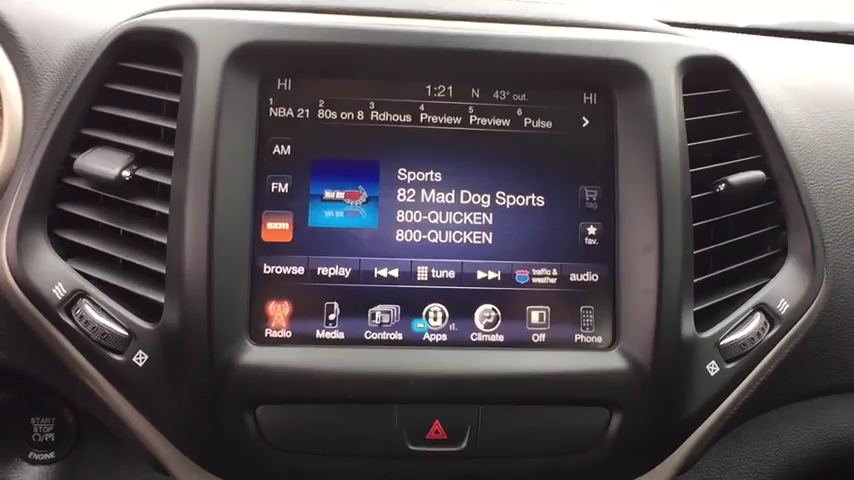 HI 1:21 N 43° out. HI
1 NBA 21 2 80s on 8 3 Rdhous 4 Preview 5 Preview 6 Pulse
AM
FM
sxm
Sports
82 Mad Dog Sports
800-QUICKEN
800-QUICKEN
tag
fav.
browse replay tune traffic & weather audio
Radio Media Controls Apps Climate Off Phone
START
STOP
ENGINE